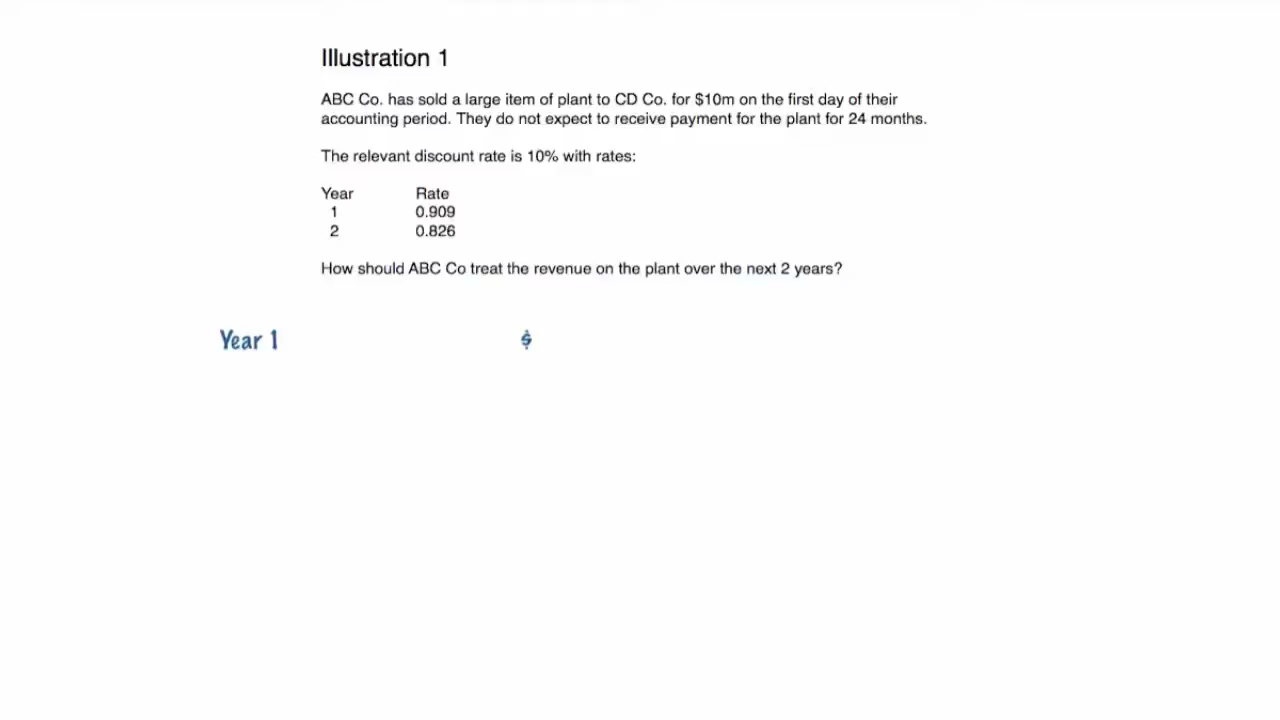 Illustration 1
ABC Co. has sold a large item of plant to CD Co. for $10m on the first day of their
accounting period. They do not expect to receive payment for the plant for 24 months.
The relevant discount rate is 10% with rates:
Year Rate
1 0.909
2 0.826
How should ABC Co treat the revenue on the plant over the next 2 years?
Year 1 $